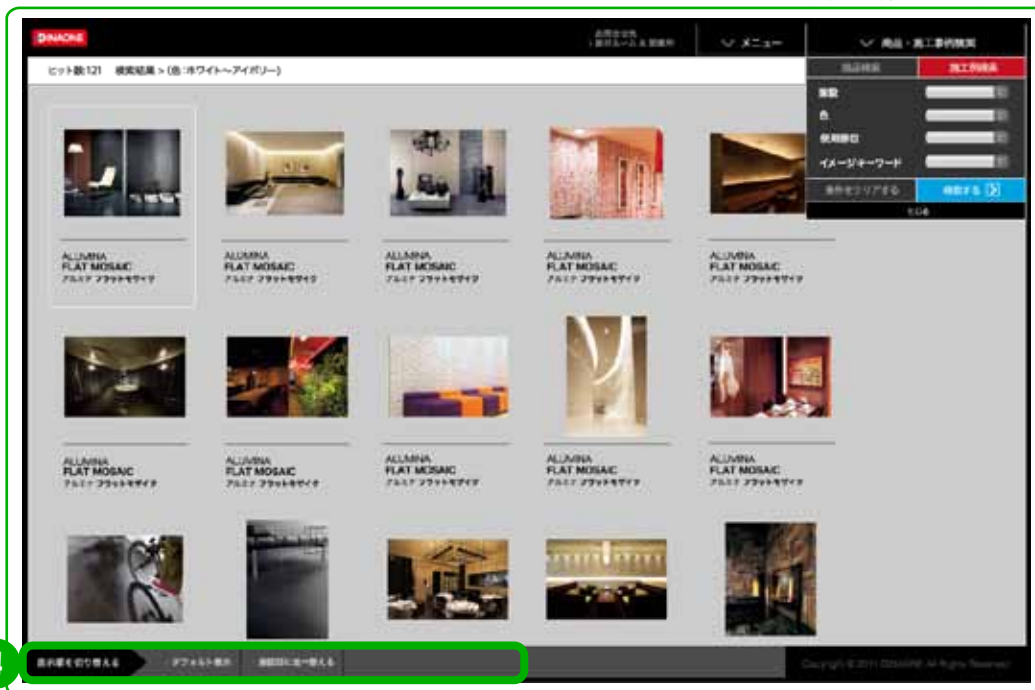 DINAONE
メニュー
商品・施工事例検索
ヒット数:121 検索結果 > (色:ホワイト〜アイボリー)
商品検索 施工例検索
施設
色
使用部位
イメージキーワード
条件をクリアする 検索する
とじる
ALUMINA
FLAT MOSAIC
アルミナ フラットモザイク
ALUMINA
FLAT MOSAIC
アルミナ フラットモザイク
ALUMINA
FLAT MOSAIC
アルミナ フラットモザイク
ALUMINA
FLAT MOSAIC
アルミナ フラットモザイク
ALUMINA
FLAT MOSAIC
アルミナ フラットモザイク
ALUMINA
FLAT MOSAIC
アルミナ フラットモザイク
ALUMINA
FLAT MOSAIC
アルミナ フラットモザイク
ALUMINA
FLAT MOSAIC
アルミナ フラットモザイク
ALUMINA
FLAT MOSAIC
アルミナ フラットモザイク
ALUMINA
FLAT MOSAIC
アルミナ フラットモザイク
表示順を切り替える デフォルト表示 施設別に並べ替える
Copyright © 2011 DINAONE All Rights Reserved